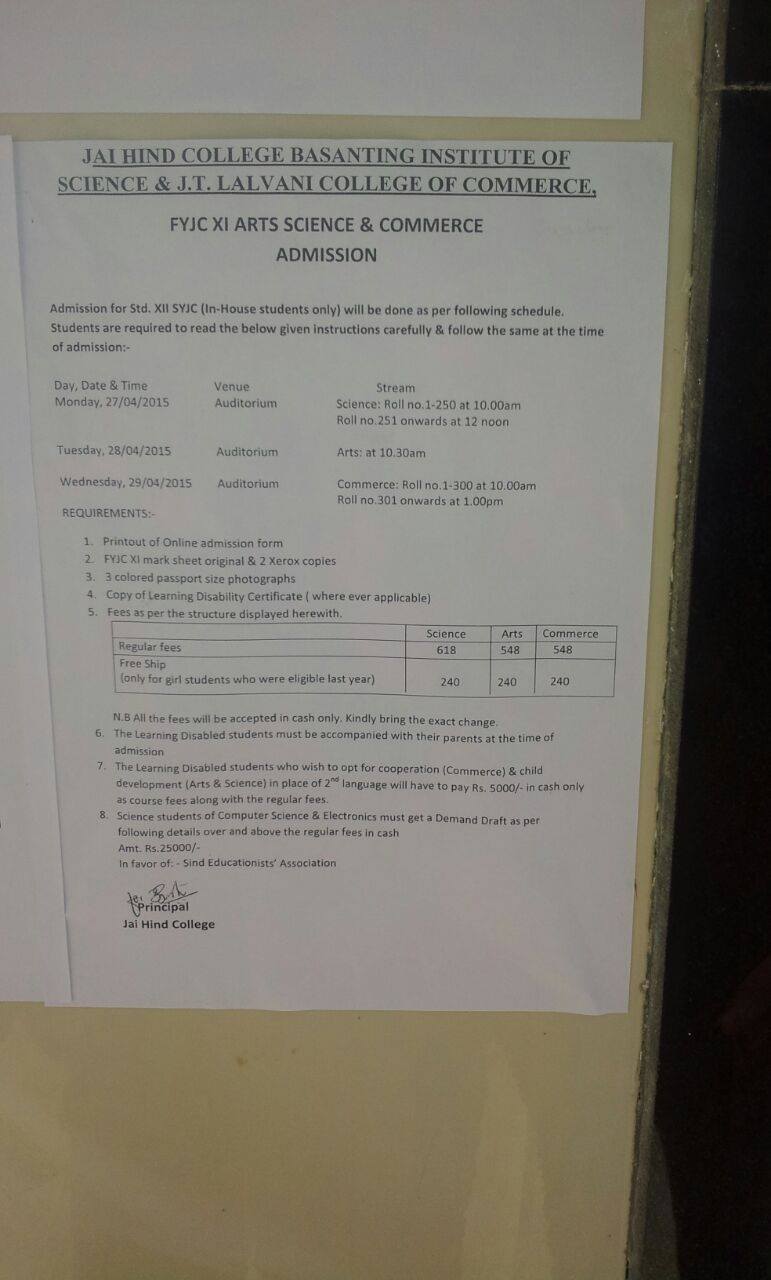 JAI HIND COLLEGE BASANTING INSTITUTE OF
SCIENCE & J.T. LALVANI COLLEGE OF COMMERCE,
FYJC XI ARTS SCIENCE & COMMERCE
ADMISSION
Admission for Std. XII SYJC (In-House students only) will be done as per following schedule.
Students are required to read the below given instructions carefully & follow the same at the time
of admission:-
Day, Date & Time Venue Stream
Monday, 27/04/2015 Auditorium Science: Roll no.1-250 at 10.00am
Roll no.251 onwards at 12 noon
Tuesday, 28/04/2015 Auditorium Arts: at 10.30am
Wednesday, 29/04/2015 Auditorium Commerce: Roll no.1-300 at 10.00am
Roll no.301 onwards at 1.00pm
REQUIREMENTS:-
1. Printout of Online admission form
2. FYJC XI mark sheet original & 2 Xerox copies
3. 3 colored passport size photographs
4. Copy of Learning Disability Certificate ( where ever applicable)
5. Fees as per the structure displayed herewith.
Science Arts Commerce
Regular fees 618 548 548
Free Ship
(only for girl students who were eligible last year) 240 240 240
N.B All the fees will be accepted in cash only. Kindly bring the exact change.
6. The Learning Disabled students must be accompanied with their parents at the time of
admission
7. The Learning Disabled students who wish to opt for cooperation (Commerce) & child
development (Arts & Science) in place of 2nd language will have to pay Rs. 5000/- in cash only
as course fees along with the regular fees.
8. Science students of Computer Science & Electronics must get a Demand Draft as per
following details over and above the regular fees in cash
Amt. Rs.25000/-
In favor of: - Sind Educationists' Association
Principal
Jai Hind College